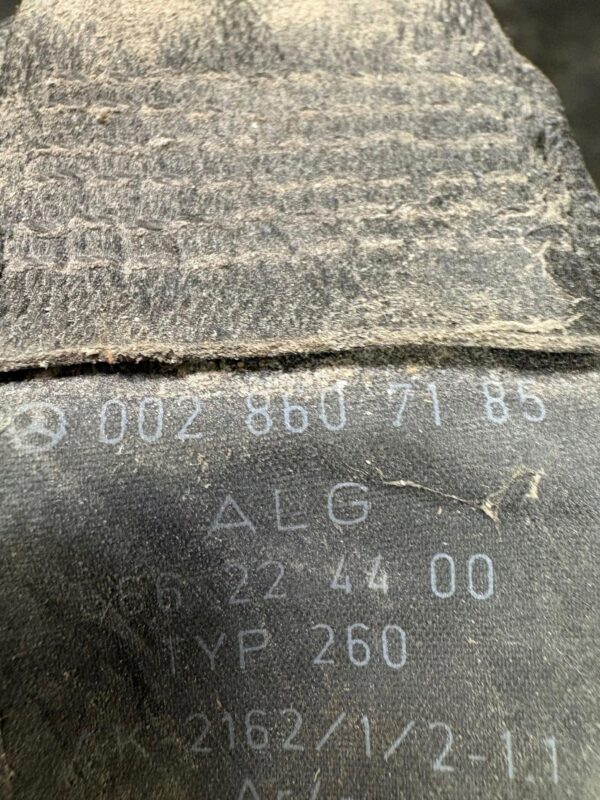 002 860 71 85
ALG
66 22 44 00
TYP 260
K-2162/1/2-1.1